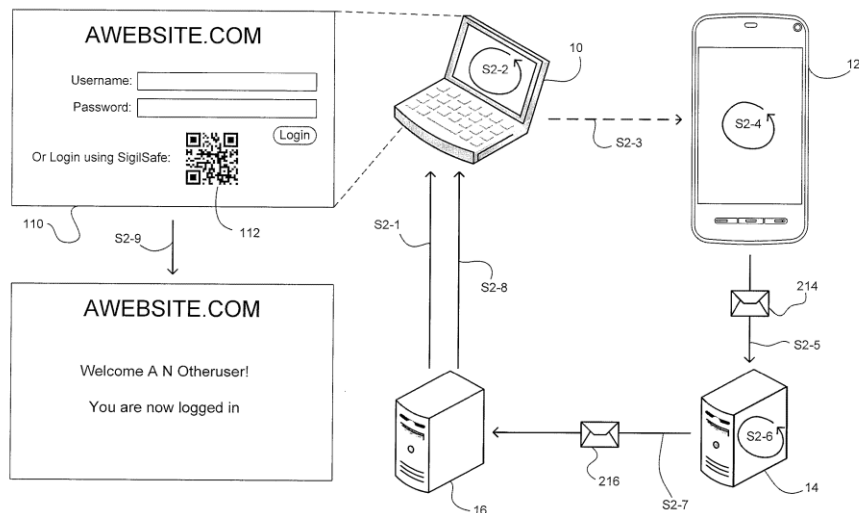 AWEBSITE.COM
Username:
Password:
Login
Or Login using SigilSafe:
110
S2-9
112
AWEBSITE.COM
Welcome A N Otheruser!
You are now logged in
S2-2
10
S2-3
12
S2-4
S2-1
S2-8
214
S2-5
S2-6
14
216
S2-7
16